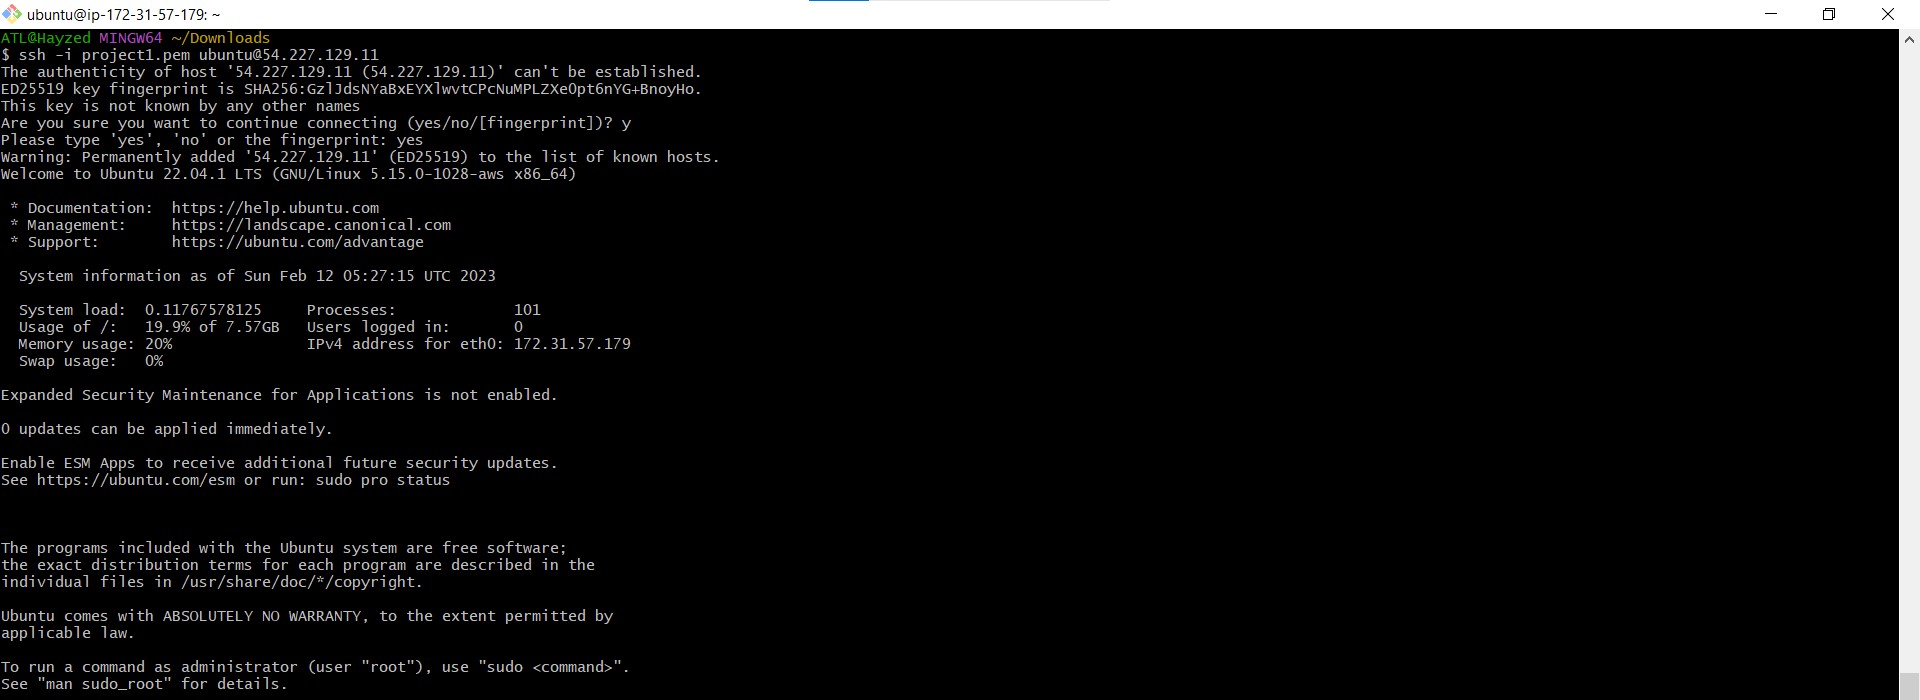 ubuntu@ip-172-31-57-179: ~
ATL@Hayzed MINGW64 ~/Downloads
$ ssh -i project1.pem ubuntu@54.227.129.11
The authenticity of host '54.227.129.11 (54.227.129.11)' can't be established.
ED25519 key fingerprint is SHA256:GzlJdsNYaBxEYXlwvtCPcNuMPLZXe0pt6nYG+BnoyHo.
This key is not known by any other names
Are you sure you want to continue connecting (yes/no/[fingerprint])? y
Please type 'yes', 'no' or the fingerprint: yes
Warning: Permanently added '54.227.129.11' (ED25519) to the list of known hosts.
Welcome to Ubuntu 22.04.1 LTS (GNU/Linux 5.15.0-1028-aws x86_64)
* Documentation:  https://help.ubuntu.com
* Management:     https://landscape.canonical.com
* Support:        https://ubuntu.com/advantage
System information as of Sun Feb 12 05:27:15 UTC 2023
System load:  0.11767578125     Processes:             101
Usage of /:   19.9% of 7.57GB   Users logged in:       0
Memory usage: 20%               IPv4 address for eth0: 172.31.57.179
Swap usage:   0%
Expanded Security Maintenance for Applications is not enabled.
0 updates can be applied immediately.
Enable ESM Apps to receive additional future security updates.
See https://ubuntu.com/esm or run: sudo pro status
The programs included with the Ubuntu system are free software;
the exact distribution terms for each program are described in the
individual files in /usr/share/doc/*/copyright.
Ubuntu comes with ABSOLUTELY NO WARRANTY, to the extent permitted by
applicable law.
To run a command as administrator (user "root"), use "sudo <command>".
See "man sudo_root" for details.